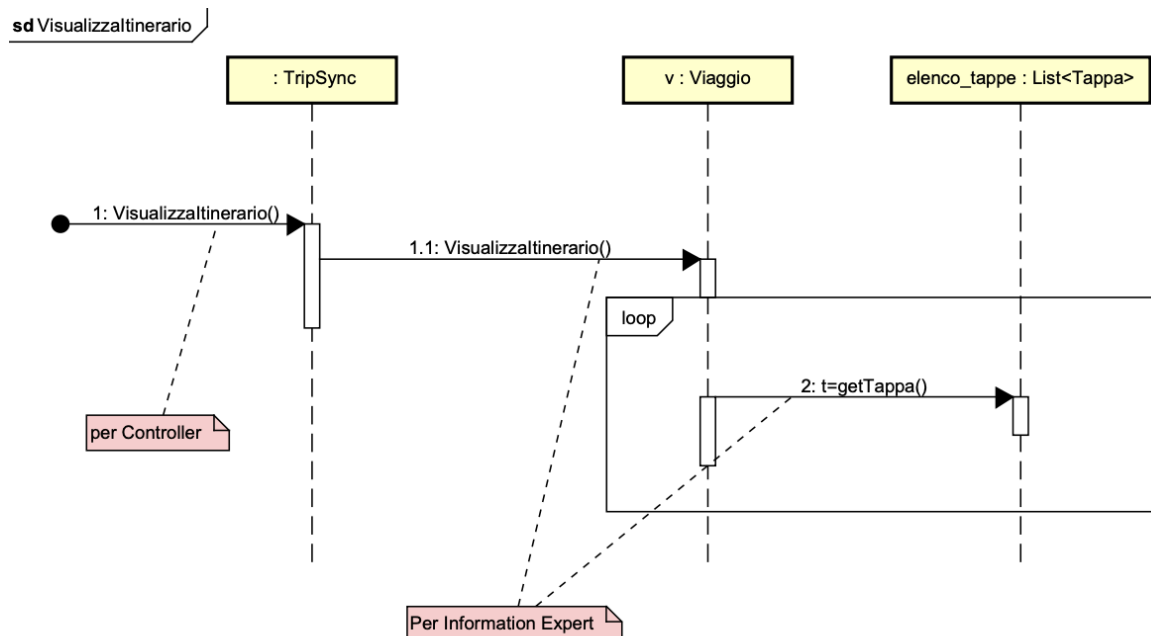 sd VisualizzaItinerario
: TripSync
v : Viaggio
elenco_tappe : List<Tappa>
1: VisualizzaItinerario()
1.1: VisualizzaItinerario()
loop
2: t=getTappa()
per Controller
Per Information Expert